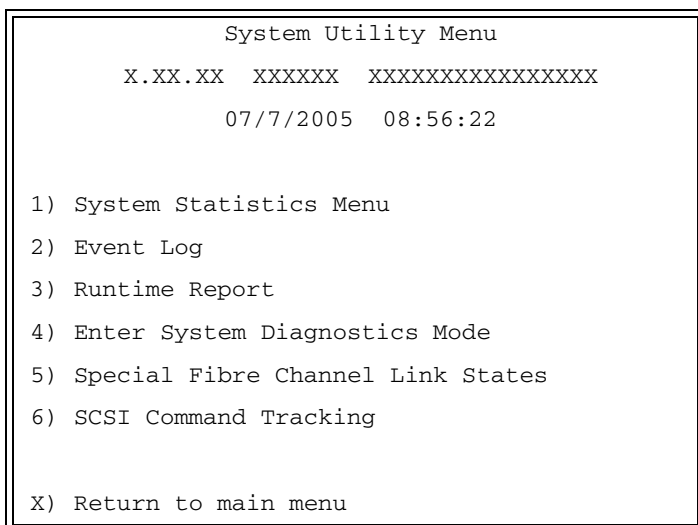 System Utility Menu
X.XX.XX XXXXXX XXXXXXXXXXXXXXXX
07/7/2005 08:56:22
1) System Statistics Menu
2) Event Log
3) Runtime Report
4) Enter System Diagnostics Mode
5) Special Fibre Channel Link States
6) SCSI Command Tracking
X) Return to main menu